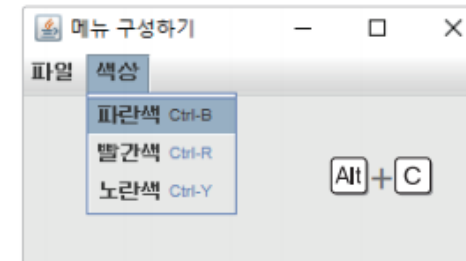 메뉴 구성하기
파일 색상
파란색 Ctrl-B
빨간색 Ctrl-R
노란색 Ctrl-Y
Alt+C